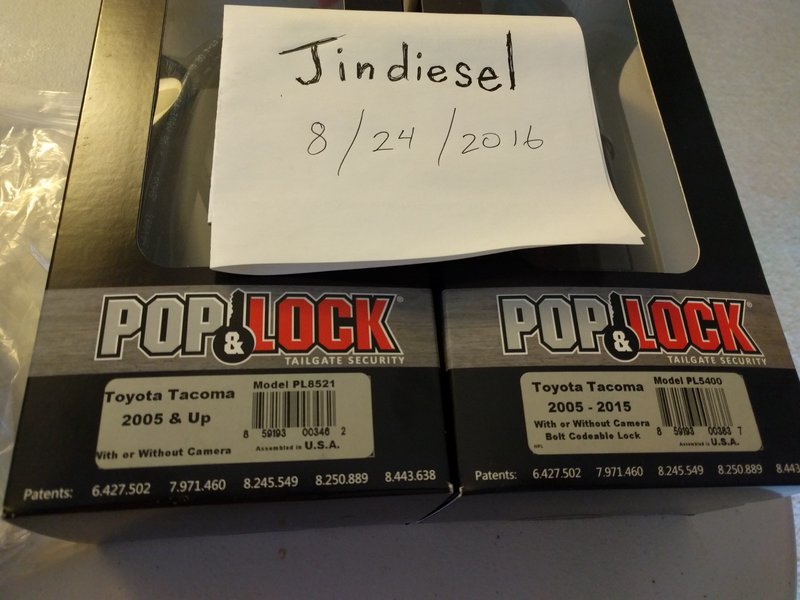 Jindiesel
8/24/2016
POP&LOCK®
TAILGATE SECURITY
Toyota Tacoma
2005 & Up
With or Without Camera
Model PL8521
8 59193 00346 2
Assembled in U.S.A.
Patents: 6.427.502 7.971.460 8.245.549 8.250.889 8.443.638
POP&LOCK®
TAILGATE SECURITY
Toyota Tacoma
2005 - 2015
With or Without Camera
Bolt Codeable Lock
Model PL5400
8 59193 00383 7
Assembled in U.S.A.
Patents: 6.427.502 7.971.460 8.245.549 8.250.889 8.443